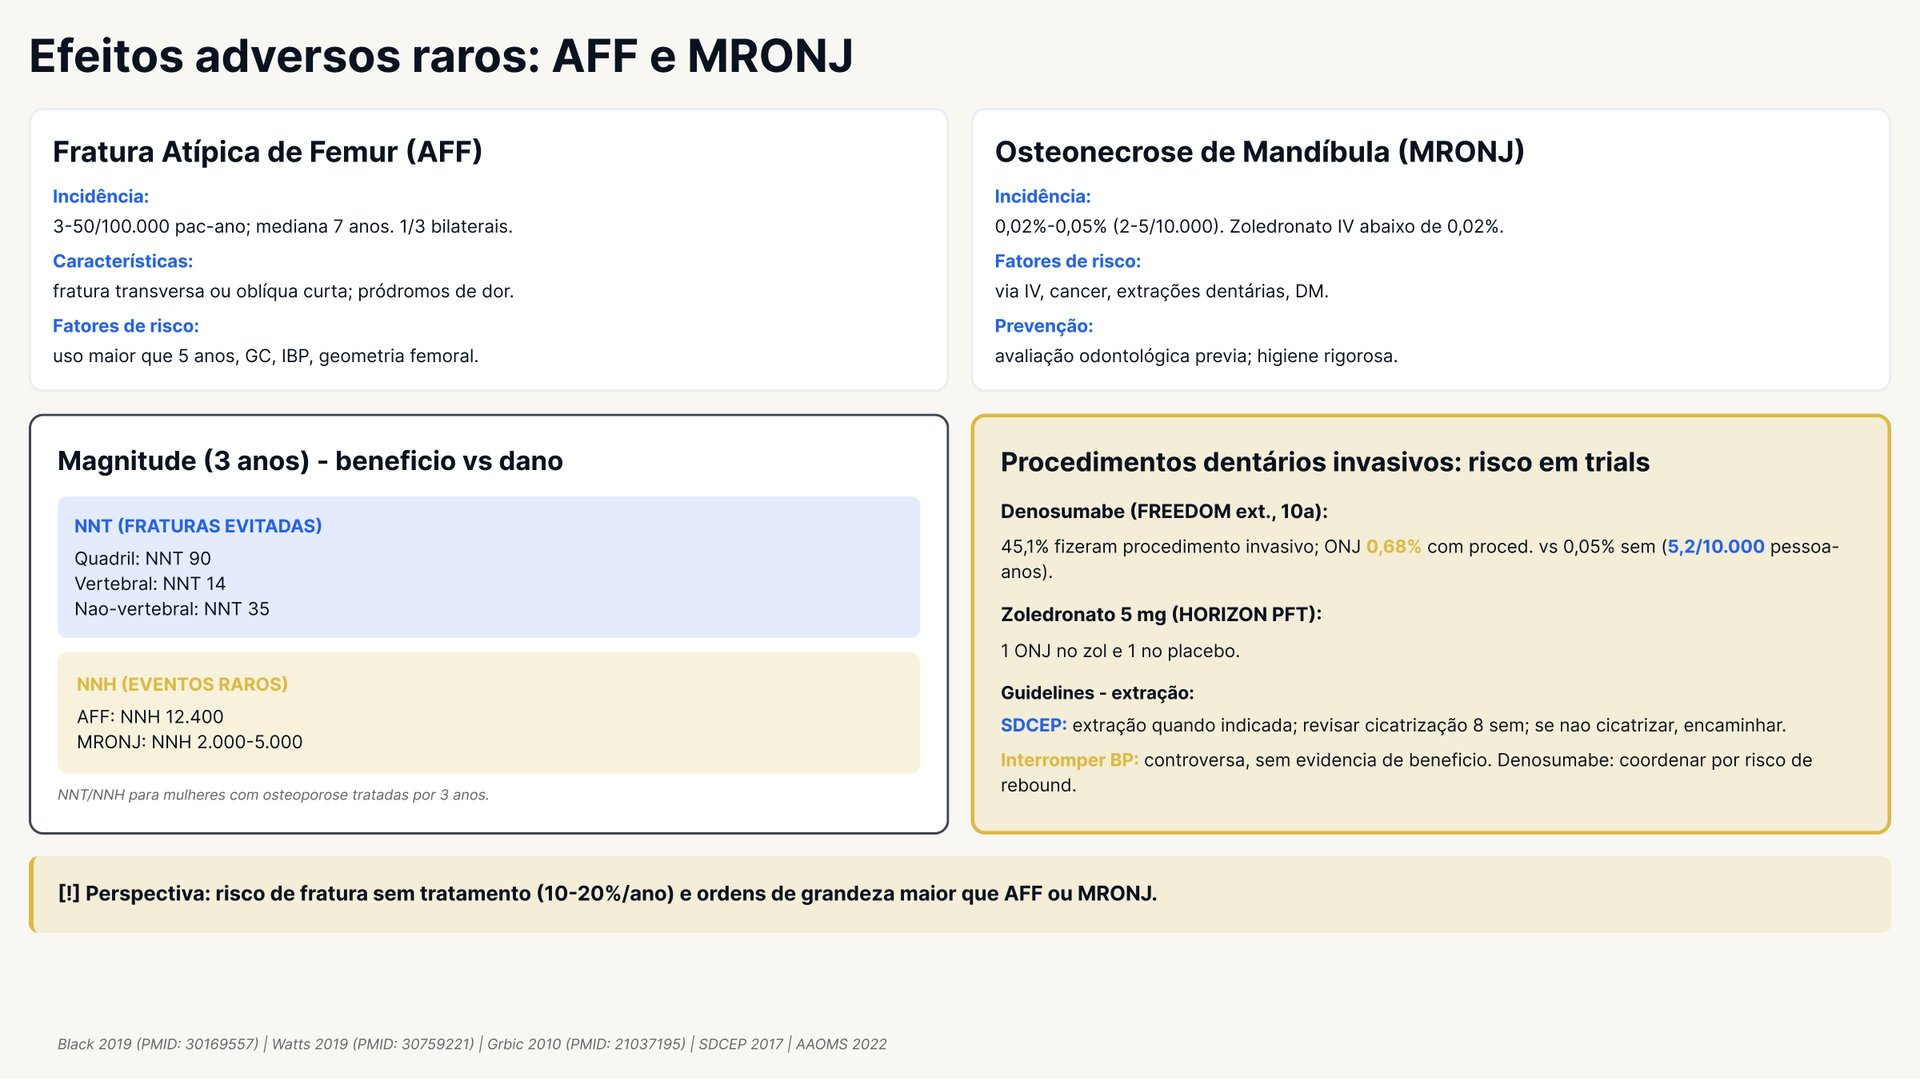 Efeitos adversos raros: AFF e MRONJ
Fratura Atípica de Femur (AFF)
Incidência:
3-50/100.000 pac-ano; mediana 7 anos. 1/3 bilaterais.
Características:
fratura transversa ou oblíqua curta; pródromos de dor.
Fatores de risco:
uso maior que 5 anos, GC, IBP, geometria femoral.
Osteonecrose de Mandíbula (MRONJ)
Incidência:
0,02%-0,05% (2-5/10.000). Zoledronato IV abaixo de 0,02%.
Fatores de risco:
via IV, cancer, extrações dentárias, DM.
Prevenção:
avaliação odontológica previa; higiene rigorosa.
Magnitude (3 anos) - beneficio vs dano
NNT (FRATURAS EVITADAS)
Quadril: NNT 90
Vertebral: NNT 14
Nao-vertebral: NNT 35
NNH (EVENTOS RAROS)
AFF: NNH 12.400
MRONJ: NNH 2.000-5.000
NNT/NNH para mulheres com osteoporose tratadas por 3 anos.
Procedimentos dentários invasivos: risco em trials
Denosumabe (FREEDOM ext., 10a):
45,1% fizeram procedimento invasivo; ONJ 0,68% com proced. vs 0,05% sem (5,2/10.000 pessoa-
anos).
Zoledronato 5 mg (HORIZON PFT):
1 ONJ no zol e 1 no placebo.
Guidelines - extração:
SDCEP: extração quando indicada; revisar cicatrização 8 sem; se nao cicatrizar, encaminhar.
Interromper BP: controversa, sem evidencia de beneficio. Denosumabe: coordenar por risco de
rebound.
[!] Perspectiva: risco de fratura sem tratamento (10-20%/ano) e ordens de grandeza maior que AFF ou MRONJ.
Black 2019 (PMID: 30169557) | Watts 2019 (PMID: 30759221) | Grbic 2010 (PMID: 21037195) | SDCEP 2017 | AAOMS 2022